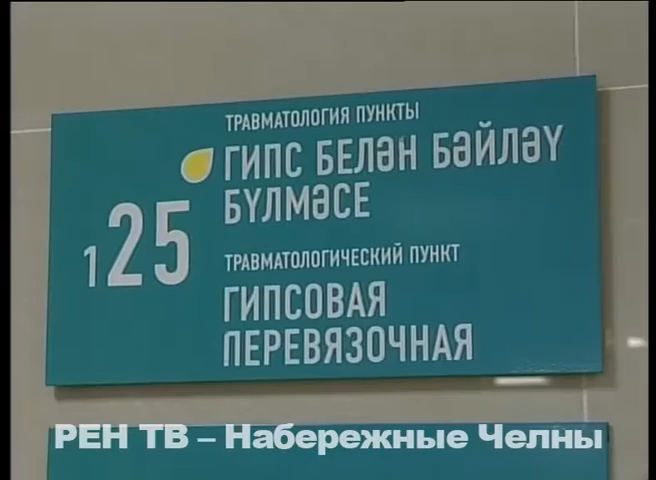 ТРАВМАТОЛОГИЯ ПУНКТЫ
ГИПС БЕЛӘН БӘЙЛӘҮ
БҮЛМӘСЕ
125
ТРАВМАТОЛОГИЧЕСКИЙ ПУНКТ
ГИПСОВАЯ
ПЕРЕВЯЗОЧНАЯ
РЕН ТВ – Набережные Челны